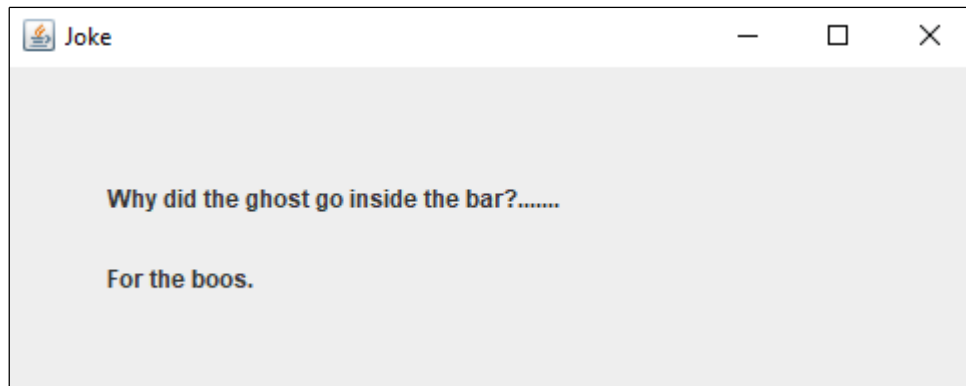 Joke
Why did the ghost go inside the bar?.......
For the boos.